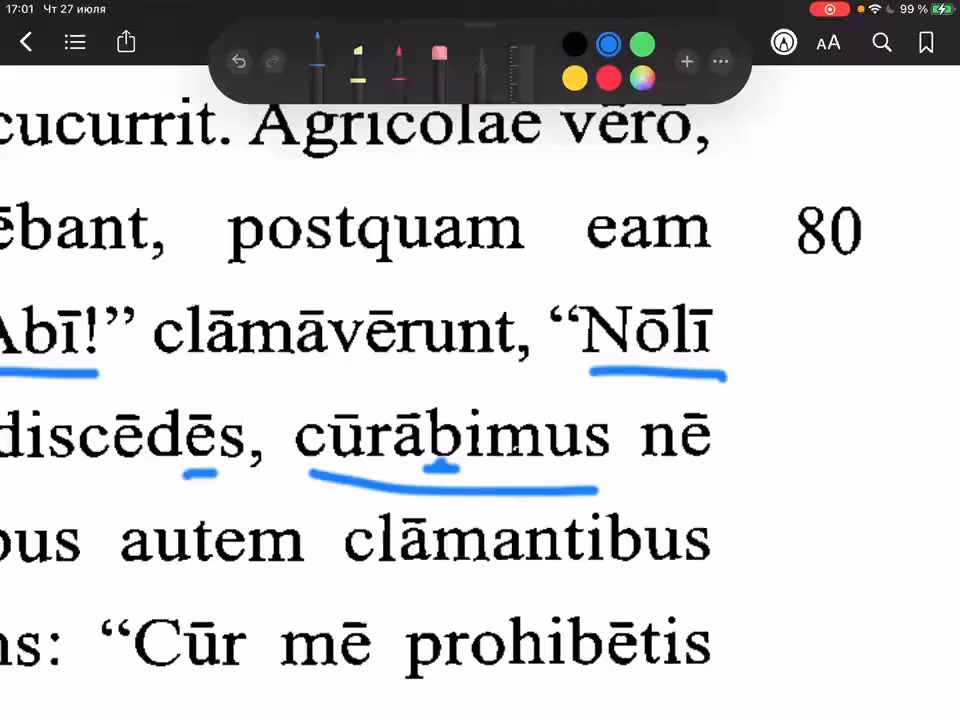 17:01 Чт 27 июля 99 %
AA
cucurrit. Agricolae vērō,
ēbant, postquam eam 80
Abī!” clāmāvērunt, “Nōlī
discēdēs, cūrābimus nē
bus autem clāmantibus
ns: “Cūr mē prohibētis